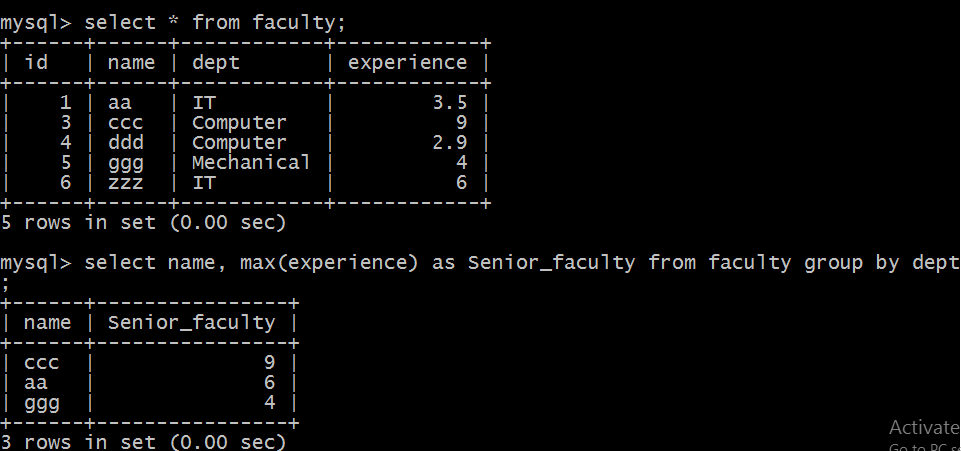 mysql> select * from faculty;
+------+------+------------+------------+
| id   | name | dept       | experience |
+------+------+------------+------------+
|    1 | aa   | IT         |        3.5 |
|    3 | ccc  | Computer   |          9 |
|    4 | ddd  | Computer   |        2.9 |
|    5 | ggg  | Mechanical |          4 |
|    6 | zzz  | IT         |          6 |
+------+------+------------+------------+
5 rows in set (0.00 sec)
mysql> select name, max(experience) as Senior_faculty from faculty group by dept
;
+------+----------------+
| name | Senior_faculty |
+------+----------------+
| ccc  |              9 |
| aa   |              6 |
| ggg  |              4 |
+------+----------------+
3 rows in set (0.00 sec)
Activate
Go to PC se